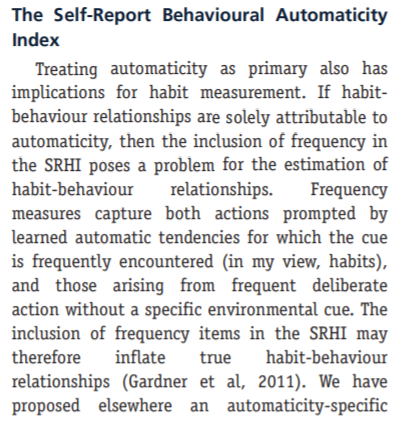 The Self-Report Behavioural Automaticity
Index
Treating automaticity as primary also has
implications for habit measurement. If habit-
behaviour relationships are solely attributable to
automaticity, then the inclusion of frequency in
the SRHI poses a problem for the estimation of
habit-behaviour relationships. Frequency
measures capture both actions prompted by
learned automatic tendencies for which the cue
is frequently encountered (in my view, habits),
and those arising from frequent deliberate
action without a specific environmental cue. The
inclusion of frequency items in the SRHI may
therefore inflate true habit-behaviour
relationships (Gardner et al, 2011). We have
proposed elsewhere an automaticity-specific